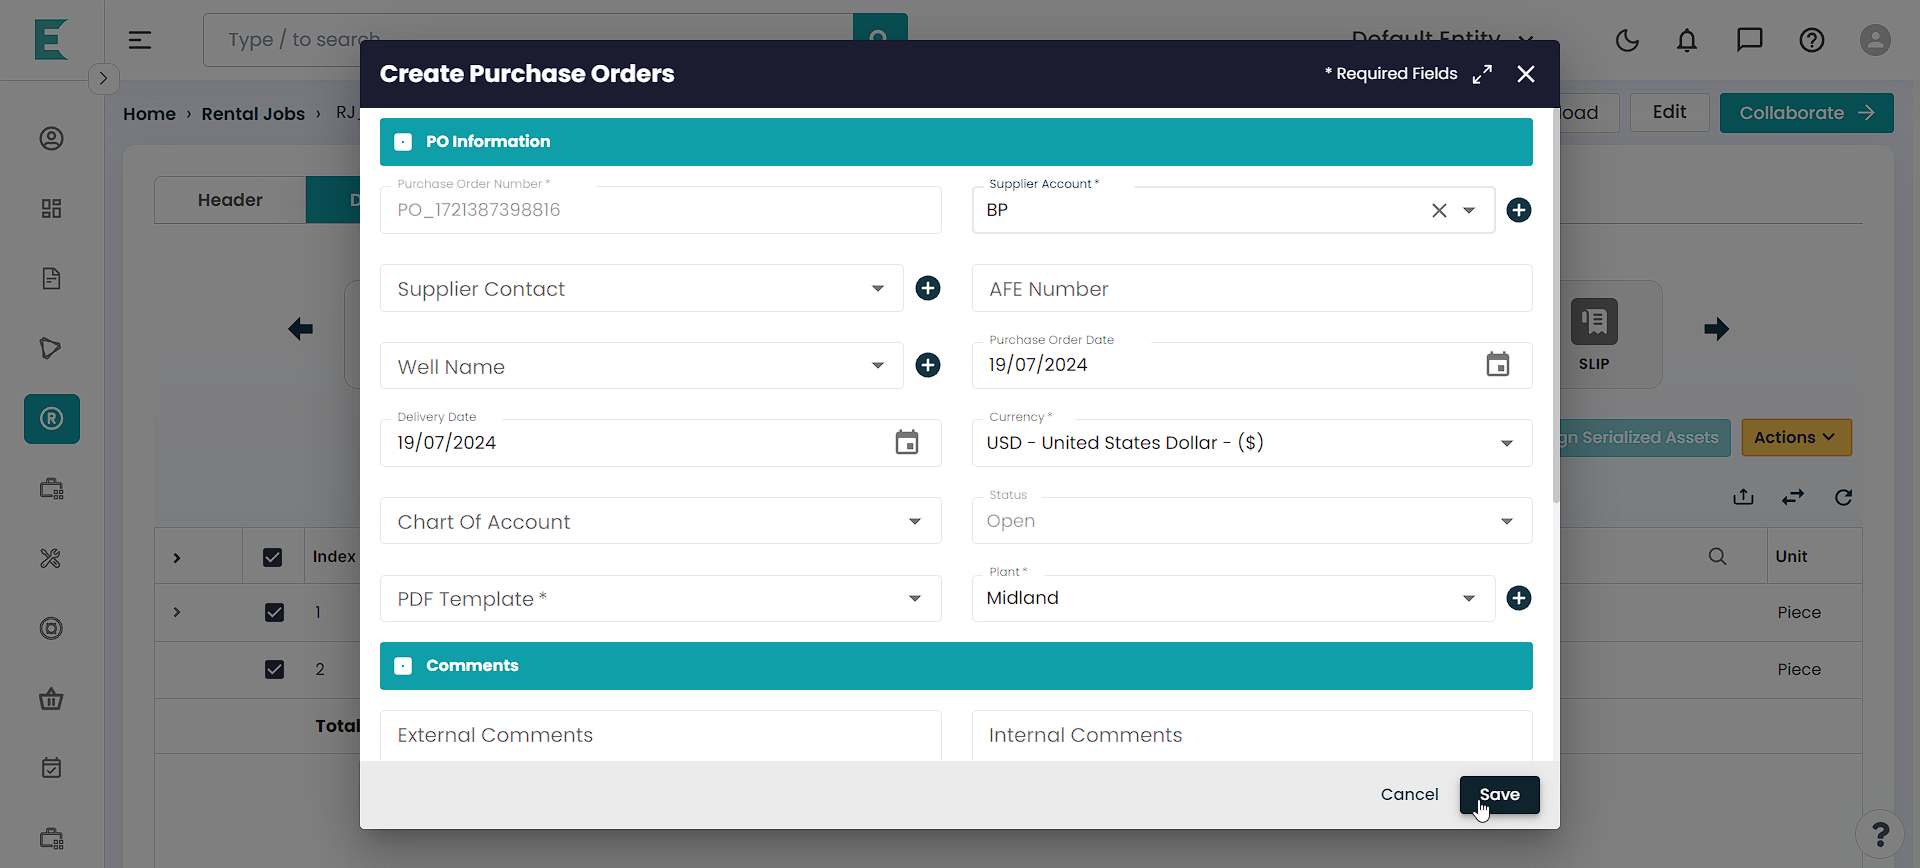 Type / to search
Default Entity
Create Purchase Orders
* Required Fields
Home › Rental Jobs › RJ_
Edit
Collaborate
PO Information
Header
Purchase Order Number *
PO_1721387398816
Supplier Account *
BP
Supplier Contact
AFE Number
Well Name
Purchase Order Date
19/07/2024
SLIP
Delivery Date
19/07/2024
Currency *
USD - United States Dollar - ($)
Serialized Assets
Actions
Chart Of Account
Status
Open
Index
Unit
PDF Template *
Plant *
Midland
1
Piece
Comments
2
Piece
Total
External Comments
Internal Comments
Cancel
Save
?